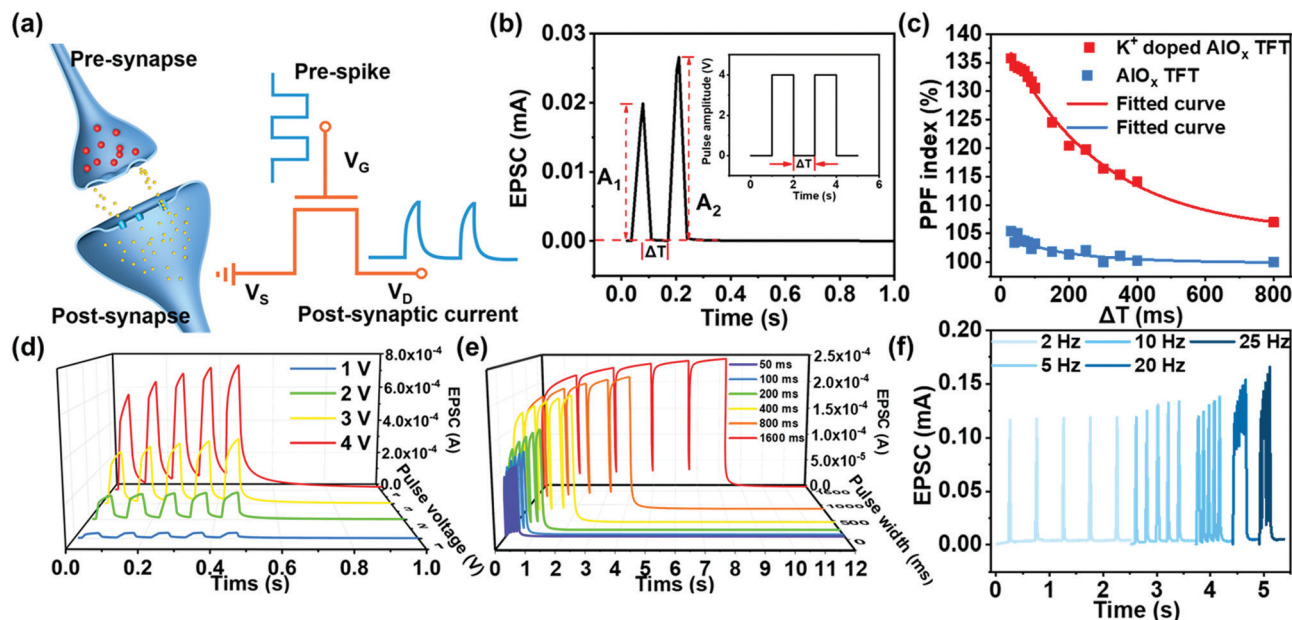 (a)
Pre-synapse
Pre-spike
V_G
V_S
V_D
Post-synapse
Post-synaptic current
(b)
EPSC (mA)
0.03
0.02
0.01
0.00
A_1
A_2
ΔT
0.0 0.2 0.4 0.6 0.8 1.0
Time (s)
Pulse amplitude (V)
4
3
2
1
0
ΔT
0 2 4 6
Time (s)
(c)
PPF index (%)
135
130
125
120
115
110
105
100
K⁺ doped AlOₓ TFT
AlOₓ TFT
Fitted curve
Fitted curve
0 200 400 600 800
ΔT (ms)
(d)
1 V
2 V
3 V
4 V
8.0x10⁻⁴
6.0x10⁻⁴
4.0x10⁻⁴
2.0x10⁻⁴
0.0
EPSC (A)
Pulse voltage (V)
0.0 0.2 0.4 0.6 0.8 1.0
Tims (s)
(e)
50 ms
100 ms
200 ms
400 ms
800 ms
1600 ms
2.5x10⁻⁴
2.0x10⁻⁴
1.5x10⁻⁴
1.0x10⁻⁴
5.0x10⁻⁵
0.0
EPSC (A)
1500
1000
500
0
Pulse width (ms)
0 1 2 3 4 5 6 7 8 9 10 11 12
Tims (s)
(f)
EPSC (mA)
0.20
0.15
0.10
0.05
0.00
2 Hz 10 Hz 25 Hz
5 Hz 20 Hz
0 1 2 3 4 5
Time (s)